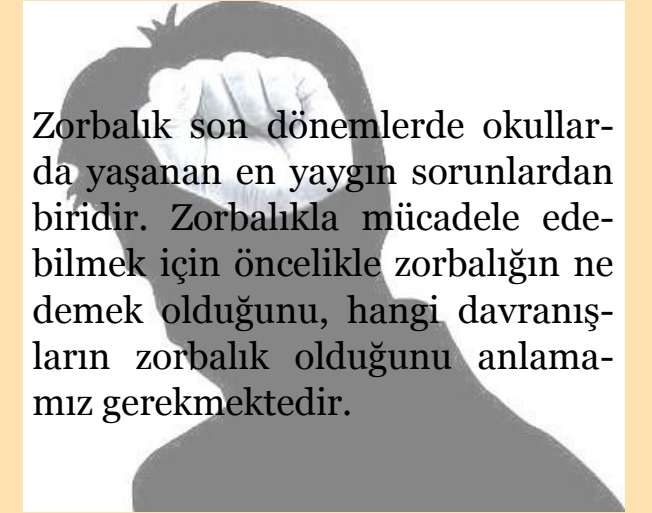 Zorbalık son dönemlerde okullar-
da yaşanan en yaygın sorunlardan
biridir. Zorbalıkla mücadele ede-
bilmek için öncelikle zorbalığın ne
demek olduğunu, hangi davranış-
ların zorbalık olduğunu anlama-
mız gerekmektedir.